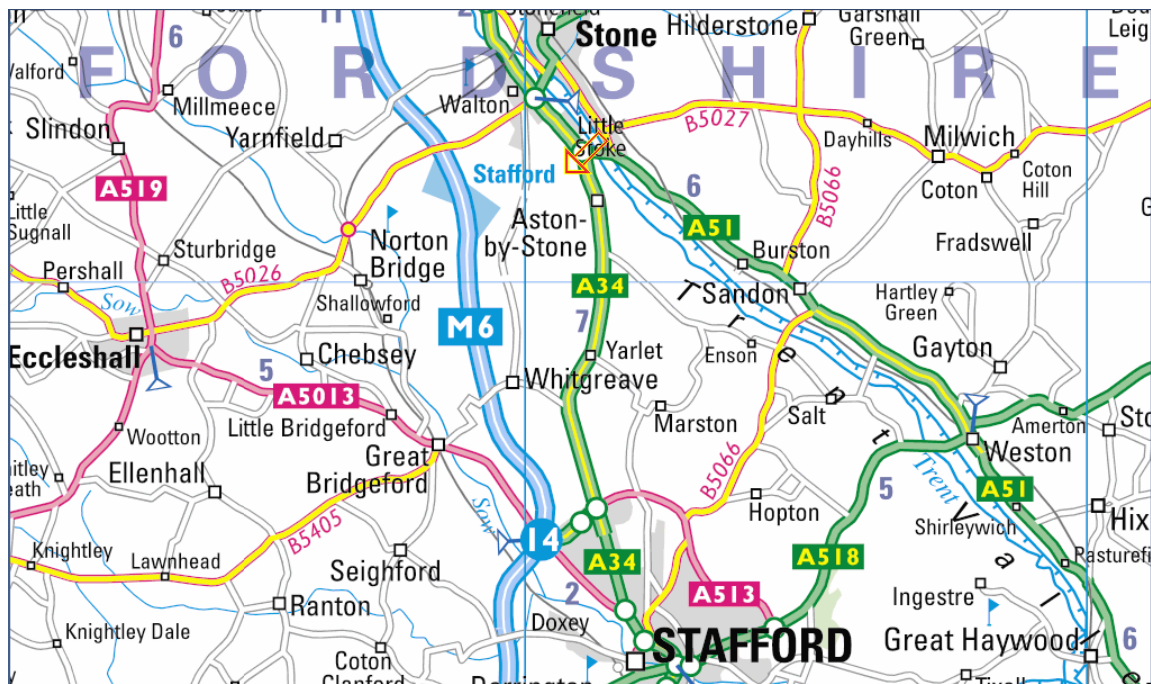 Stone
Hilderstone
Garshall
Green
Leig
6
FORDSHIRE
Walton
Millmeece
Slindon
Yarnfield
Little
Stoke
B5027
Dayhills
Milwich
Coton
Coton
Hill
A519
Stafford
6
B5066
Little
Sugnall
Aston-
by-Stone
A51
Fradswell
Norton
Bridge
Sturbridge
Burston
Pershall
B5026
A34
Sandon
Hartley
Green
Sow
Shallowford
7
M6
Trent Val
Enson
Gayton
Eccleshall
Chebsey
Yarlet
5
A5013
Whitgreave
Salt
Amerton
Little Bridgeford
Marston
Wootton
Great
Bridgeford
Weston
Ellenhall
B5066
Trent
A51
5
Sow
Hopton
Shirleywich
Hix
B5405
14
Knightley
Lawnhead
Seighford
A34
A518
Ranton
2
A513
Ingestre
Doxey
Knightley Dale
STAFFORD
Great Haywood
6
Coton